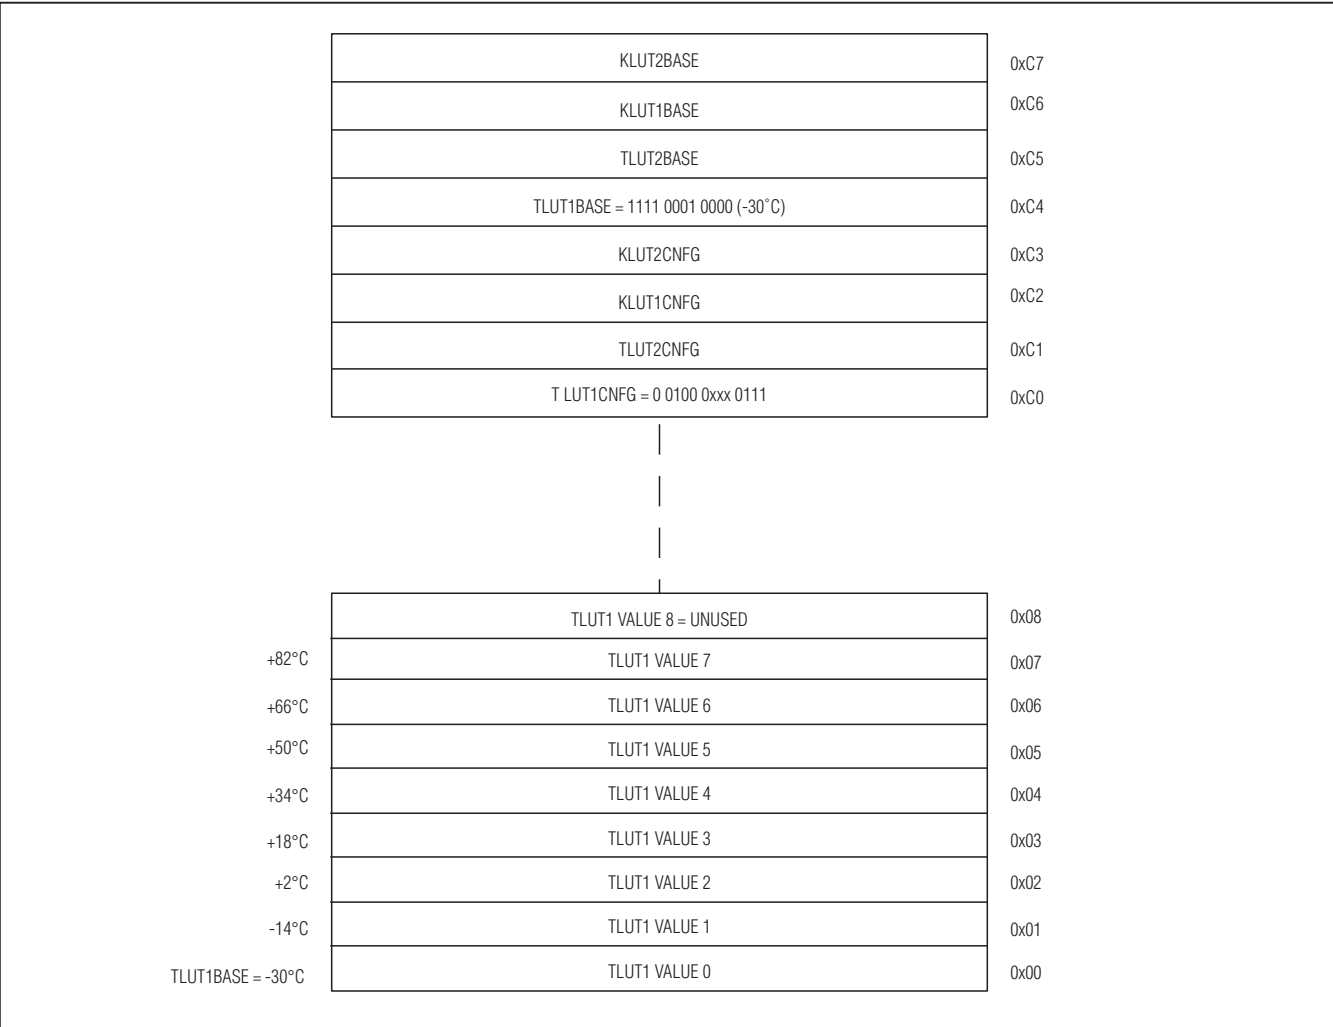 KLUT2BASE 0xC7
KLUT1BASE 0xC6
TLUT2BASE 0xC5
TLUT1BASE = 1111 0001 0000 (-30˚C) 0xC4
KLUT2CNFG 0xC3
KLUT1CNFG 0xC2
TLUT2CNFG 0xC1
T LUT1CNFG = 0 0100 0xxx 0111 0xC0
TLUT1 VALUE 8 = UNUSED 0x08
+82°C TLUT1 VALUE 7 0x07
+66°C TLUT1 VALUE 6 0x06
+50°C TLUT1 VALUE 5 0x05
+34°C TLUT1 VALUE 4 0x04
+18°C TLUT1 VALUE 3 0x03
+2°C TLUT1 VALUE 2 0x02
-14°C TLUT1 VALUE 1 0x01
TLUT1BASE = -30°C TLUT1 VALUE 0 0x00